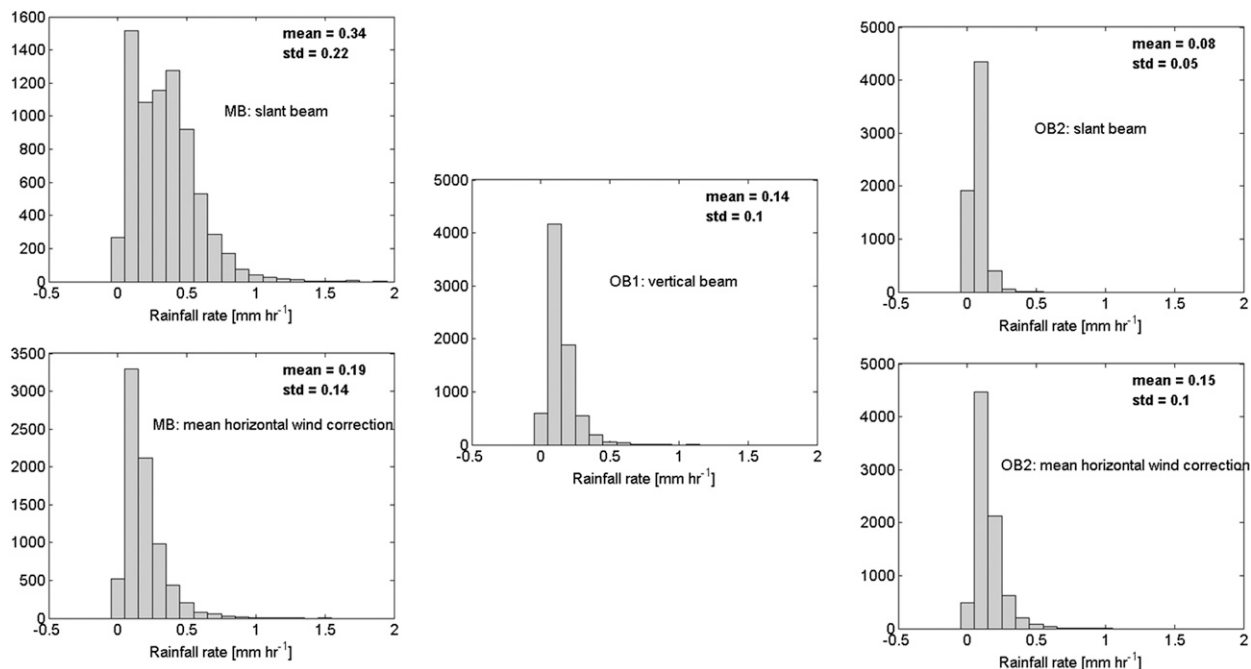 1600
1400
1200
1000
800
600
400
200
0
-0.5 0 0.5 1 1.5 2
Rainfall rate [mm hr⁻¹]
mean = 0.34
std = 0.22
MB: slant beam
3500
3000
2500
2000
1500
1000
500
0
-0.5 0 0.5 1 1.5 2
Rainfall rate [mm hr⁻¹]
mean = 0.19
std = 0.14
MB: mean horizontal wind correction
5000
4000
3000
2000
1000
0
-0.5 0 0.5 1 1.5 2
Rainfall rate [mm hr⁻¹]
mean = 0.14
std = 0.1
OB1: vertical beam
5000
4000
3000
2000
1000
0
-0.5 0 0.5 1 1.5 2
Rainfall rate [mm hr⁻¹]
mean = 0.08
std = 0.05
OB2: slant beam
5000
4000
3000
2000
1000
0
-0.5 0 0.5 1 1.5 2
Rainfall rate [mm hr⁻¹]
mean = 0.15
std = 0.1
OB2: mean horizontal wind correction